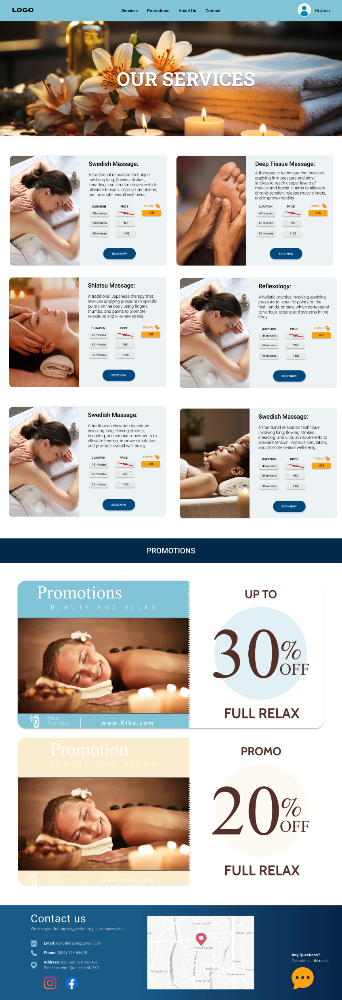 LOGO
Services Promotions About Us Contact
Hi Jean
OUR SERVICES
Swedish Massage:
A traditional relaxation technique
involving long, flowing strokes,
kneading, and circular movements to
alleviate tension, improve circulation,
and promote overall well-being.
DURATION PRICE PROMO
45 minutes 80$ 60$
60 minutes 95$
90 minutes 110$
BOOK NOW
Deep Tissue Massage:
A therapeutic technique that involves
applying firm pressure and slow
strokes to reach deeper layers of
muscle and fascia. It aims to alleviate
chronic tension, release muscle knots,
and improve mobility.
DURATION PRICE PROMO
45 minutes 80$ 60$
60 minutes 95$
90 minutes 110$
BOOK NOW
Shiatsu Massage:
A traditional Japanese therapy that
involves applying pressure to specific
points on the body using fingers,
thumbs, and palms to promote
relaxation and alleviate stress.
DURATION PRICE PROMO
45 minutes 80$ 60$
60 minutes 95$
90 minutes 110$
BOOK NOW
Reflexology:
A holistic practice involving applying
pressure to specific points on the
feet, hands, or ears, which correspond
to various organs and systems in the
body.
DURATION PRICE PROMO
45 minutes 80$ 60$
60 minutes 95$
90 minutes 110$
BOOK NOW
Swedish Massage:
A traditional relaxation technique
involving long, flowing strokes,
kneading, and circular movements to
alleviate tension, improve circulation,
and promote overall well-being.
DURATION PRICE PROMO
45 minutes 80$ 60$
60 minutes 95$
90 minutes 110$
BOOK NOW
Swedish Massage:
A traditional relaxation technique
involving long, flowing strokes,
kneading, and circular movements to
alleviate tension, improve circulation,
and promote overall well-being.
DURATION PRICE PROMO
45 minutes 80$ 60$
60 minutes 95$
90 minutes 110$
BOOK NOW
PROMOTIONS
Promotions
BEAUTY AND RELAX
Kiko
Therapy
www.Kiko.com
UP TO
30%
OFF
FULL RELAX
Promotion
BEAUTY AND RELAX
Kiko
Therapy
www.Kiko.com
PROMO
20%
OFF
FULL RELAX
Contact us
We are open for any suggestion or just to have a chat
Email: kokotherapie@gmail.com
Phone: (534) 123-45678
Address: 821 Sainte Croix Ave,
Saint-Laurent, Quebec H4L 3X9
Kampung Bali
Jalan KH. Wahid
Kebon Kacang
Pullman
Petamburan
Hotel Ascott
Mandarin Oriental
Kebon Melati
Any Questions?
Talk with our therapist: